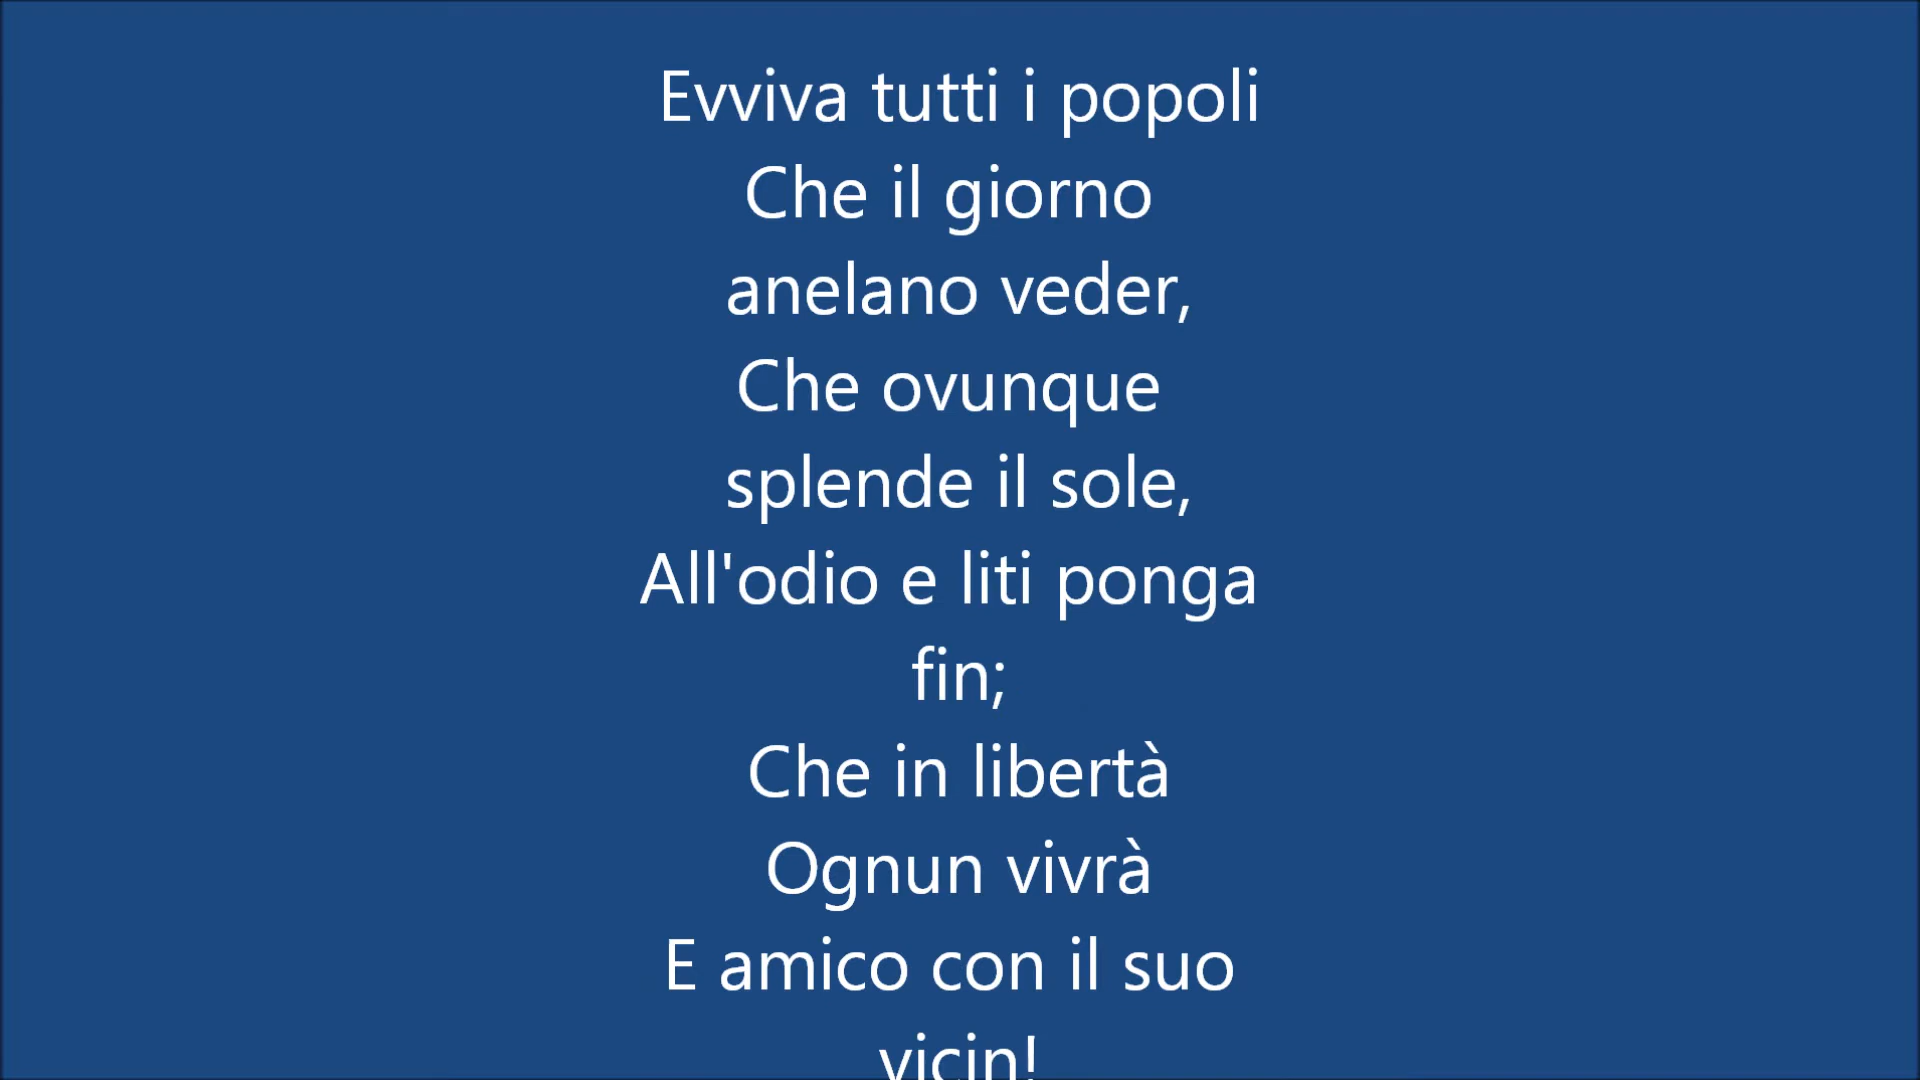 Evviva tutti i popoli
Che il giorno
anelano veder,
Che ovunque
splende il sole,
All'odio e liti ponga
fin;
Che in libertà
Ognun vivrà
E amico con il suo
vicin!